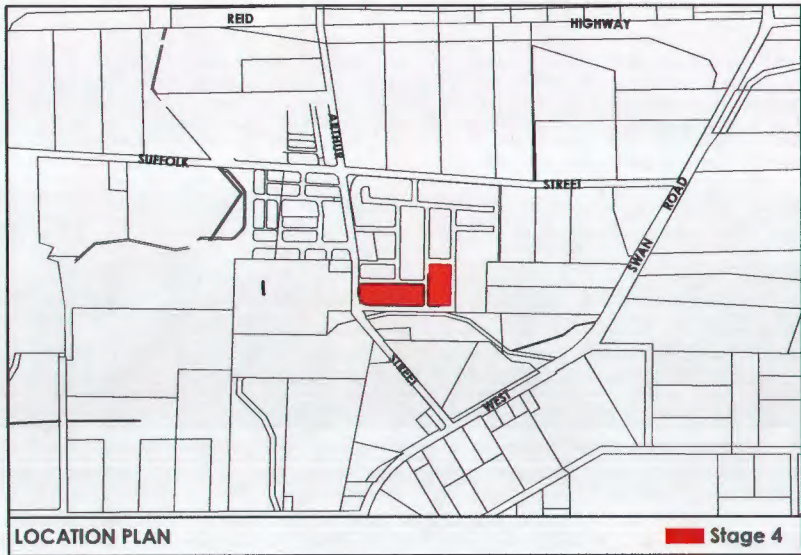 REID HIGHWAY
ARTHUR
SUFFOLK STREET
SWAN ROAD
STREET
WEST
LOCATION PLAN
Stage 4